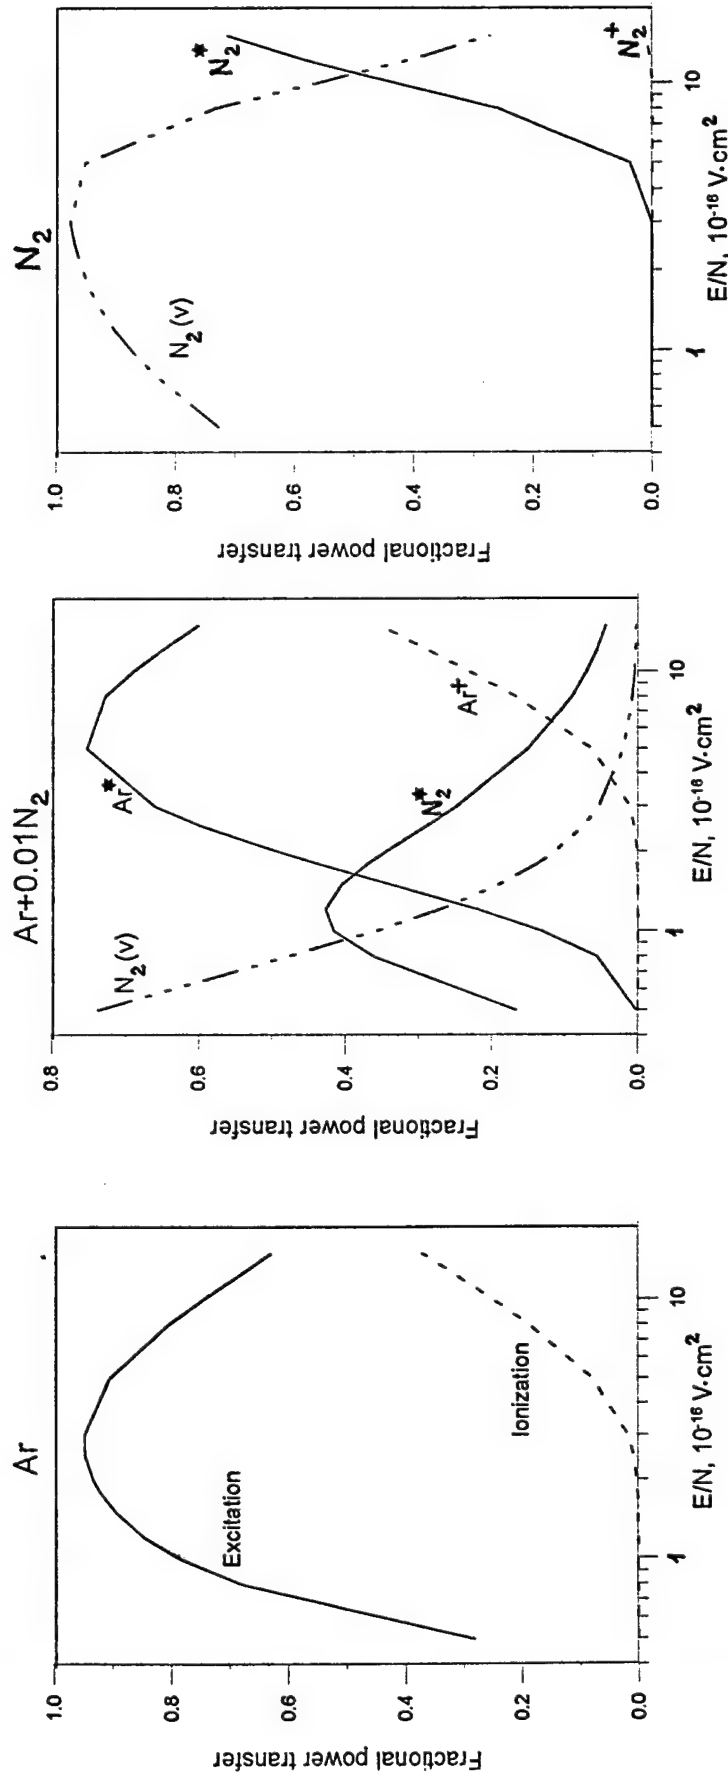 Ar
Fractional power transfer
1.0
0.8
0.6
0.4
0.2
0.0
Excitation
Ionization
1
10
E/N, 10⁻¹⁶ V·cm²
Ar+0.01N₂
Fractional power transfer
0.8
0.6
0.4
0.2
0.0
N₂(v)
Ar*
N₂*
Ar⁺
1
10
E/N, 10⁻¹⁶ V·cm²
N₂
Fractional power transfer
1.0
0.8
0.6
0.4
0.2
0.0
N₂(v)
N₂*
N₂⁺
1
10
E/N, 10⁻¹⁶ V·cm²